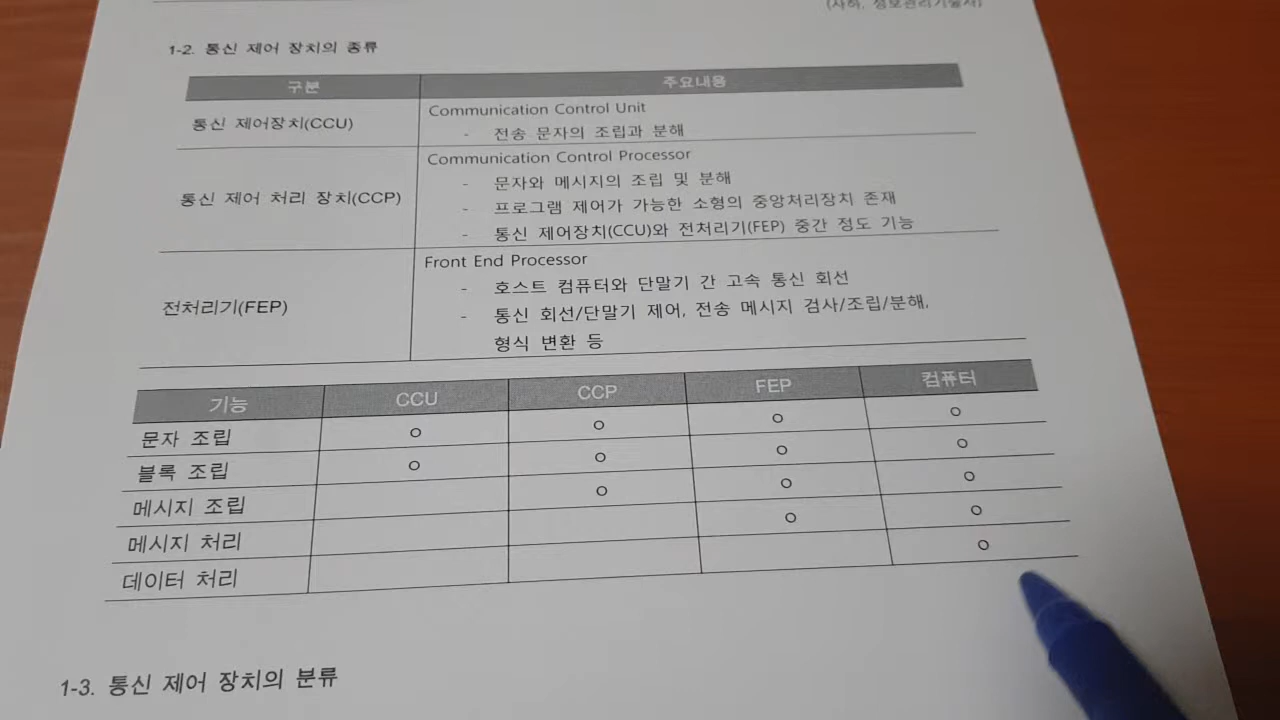 (사하, 정보관리기술사)
1-2. 통신 제어 장치의 종류
구분 주요내용
통신 제어장치(CCU)
Communication Control Unit
- 전송 문자의 조립과 분해
통신 제어 처리 장치(CCP)
Communication Control Processor
- 문자와 메시지의 조립 및 분해
- 프로그램 제어가 가능한 소형의 중앙처리장치 존재
- 통신 제어장치(CCU)와 전처리기(FEP) 중간 정도 기능
전처리기(FEP)
Front End Processor
- 호스트 컴퓨터와 단말기 간 고속 통신 회선
- 통신 회선/단말기 제어, 전송 메시지 검사/조립/분해,
형식 변환 등
기능 CCU CCP FEP 컴퓨터
문자 조립 ○ ○ ○ ○
블록 조립 ○ ○ ○ ○
메시지 조립 ○ ○ ○
메시지 처리 ○ ○
데이터 처리 ○
1-3. 통신 제어 장치의 분류